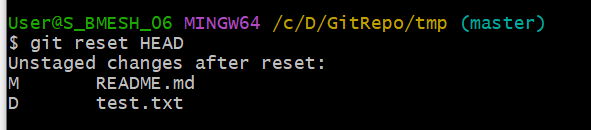 User@S_BMESH_06 MINGW64 /c/D/GitRepo/tmp (master)
$ git reset HEAD
Unstaged changes after reset:
M       README.md
D       test.txt